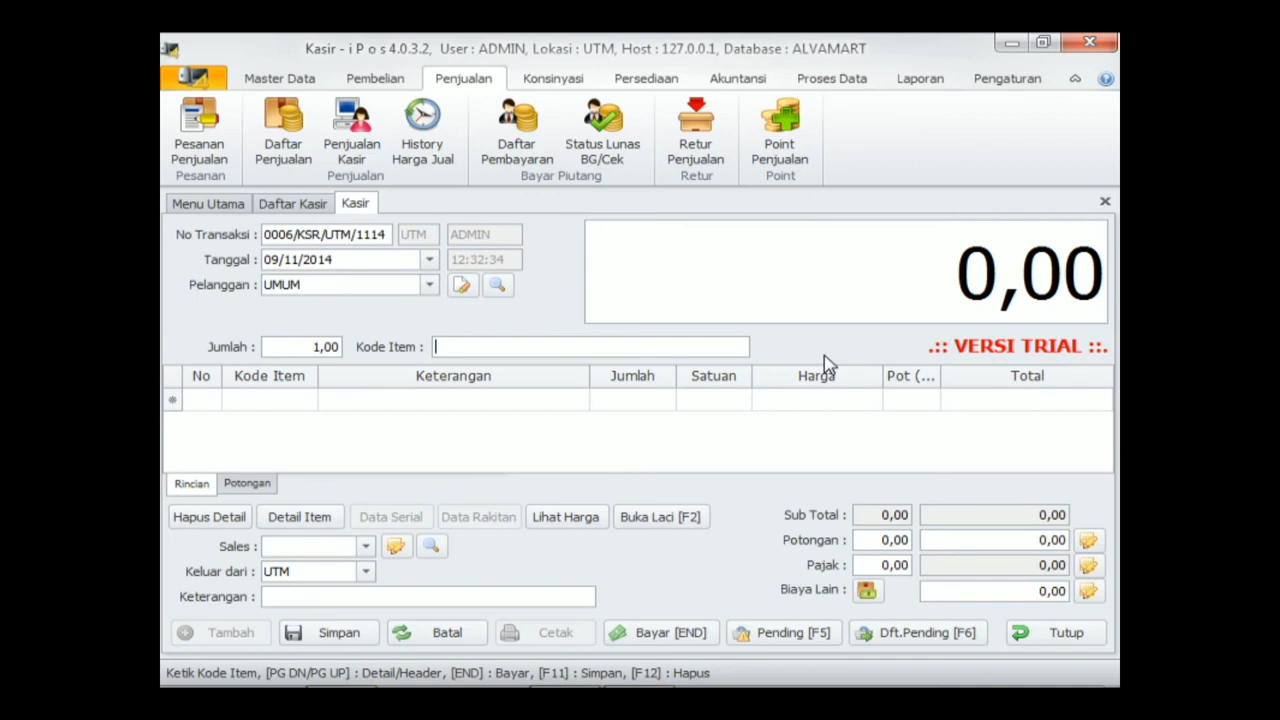 Kasir - i P o s 4.0.3.2, User : ADMIN, Lokasi : UTM, Host : 127.0.0.1, Database : ALVAMART
Master Data Pembelian Penjualan Konsinyasi Persediaan Akuntansi Proses Data Laporan Pengaturan
Pesanan Penjualan
Daftar Penjualan
Penjualan Kasir
History Harga Jual
Daftar Pembayaran
Status Lunas BG/Cek
Retur Penjualan
Point Penjualan
Pesanan Penjualan Bayar Piutang Retur Point
Menu Utama Daftar Kasir Kasir
No Transaksi : 0006/KSR/UTM/1114 UTM ADMIN
Tanggal : 09/11/2014 12:32:34
Pelanggan : UMUM
0,00
Jumlah : 1,00 Kode Item :
.:: VERSI TRIAL ::.
No Kode Item Keterangan Jumlah Satuan Harga Pot (... Total
Rincian Potongan
Hapus Detail Detail Item Data Serial Data Rakitan Lihat Harga Buka Laci [F2]
Sales :
Keluar dari : UTM
Keterangan :
Sub Total : 0,00 0,00
Potongan : 0,00 0,00
Pajak : 0,00 0,00
Biaya Lain : 0,00
Tambah Simpan Batal Cetak Bayar [END] Pending [F5] Dft.Pending [F6] Tutup
Ketik Kode Item, [PG DN/PG UP] : Detail/Header, [END] : Bayar, [F11] : Simpan, [F12] : Hapus